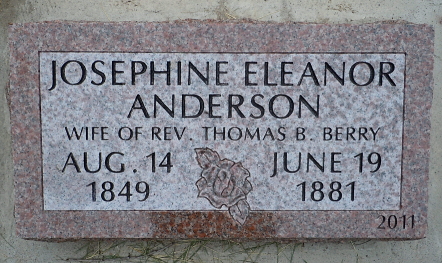 JOSEPHINE ELEANOR
ANDERSON
WIFE OF REV. THOMAS B. BERRY
AUG. 14 JUNE 19
1849 1881
2011